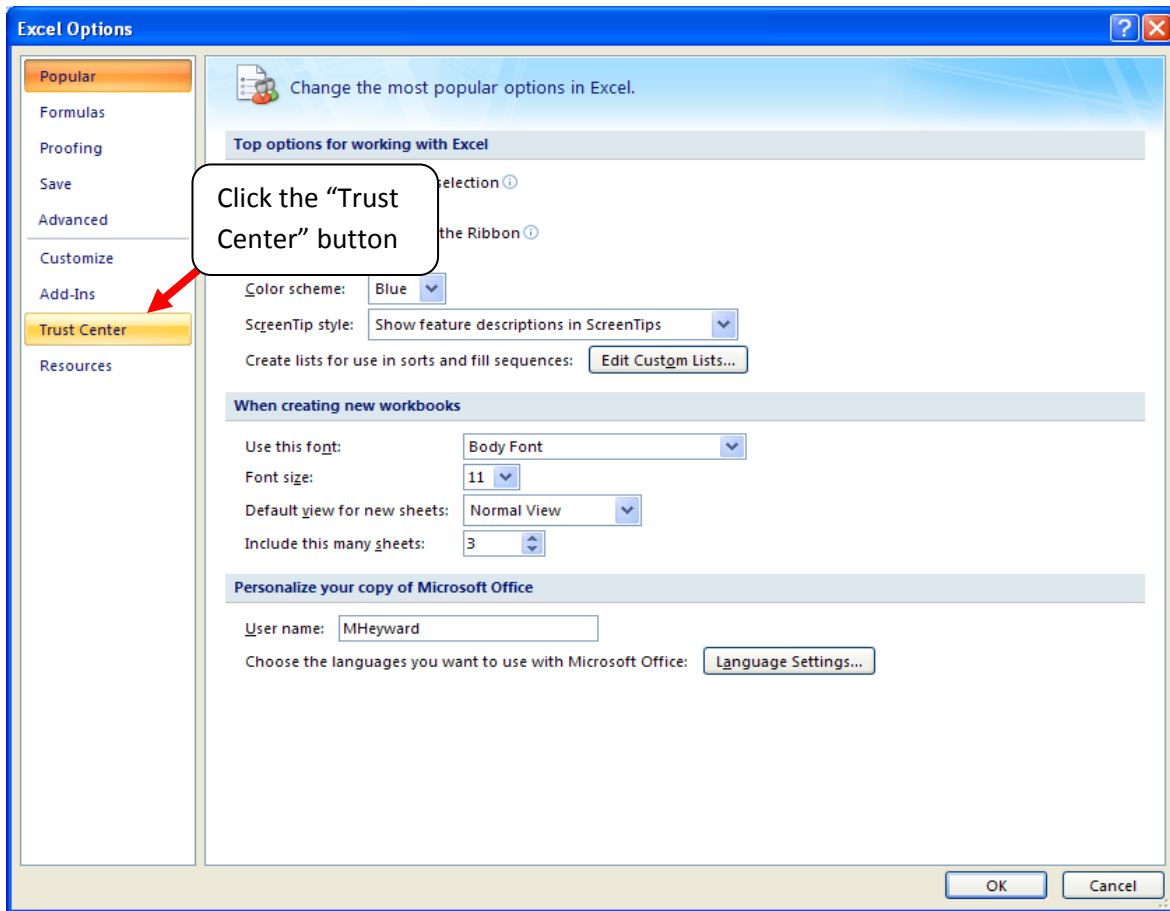 Excel Options
Popular
Formulas
Proofing
Save
Advanced
Customize
Add-Ins
Trust Center
Resources
Change the most popular options in Excel.
Top options for working with Excel
selection
the Ribbon
Click the “Trust
Center” button
Color scheme: Blue
ScreenTip style: Show feature descriptions in ScreenTips
Create lists for use in sorts and fill sequences: Edit Custom Lists...
When creating new workbooks
Use this font: Body Font
Font size: 11
Default view for new sheets: Normal View
Include this many sheets: 3
Personalize your copy of Microsoft Office
User name: MHeyward
Choose the languages you want to use with Microsoft Office: Language Settings...
OK Cancel